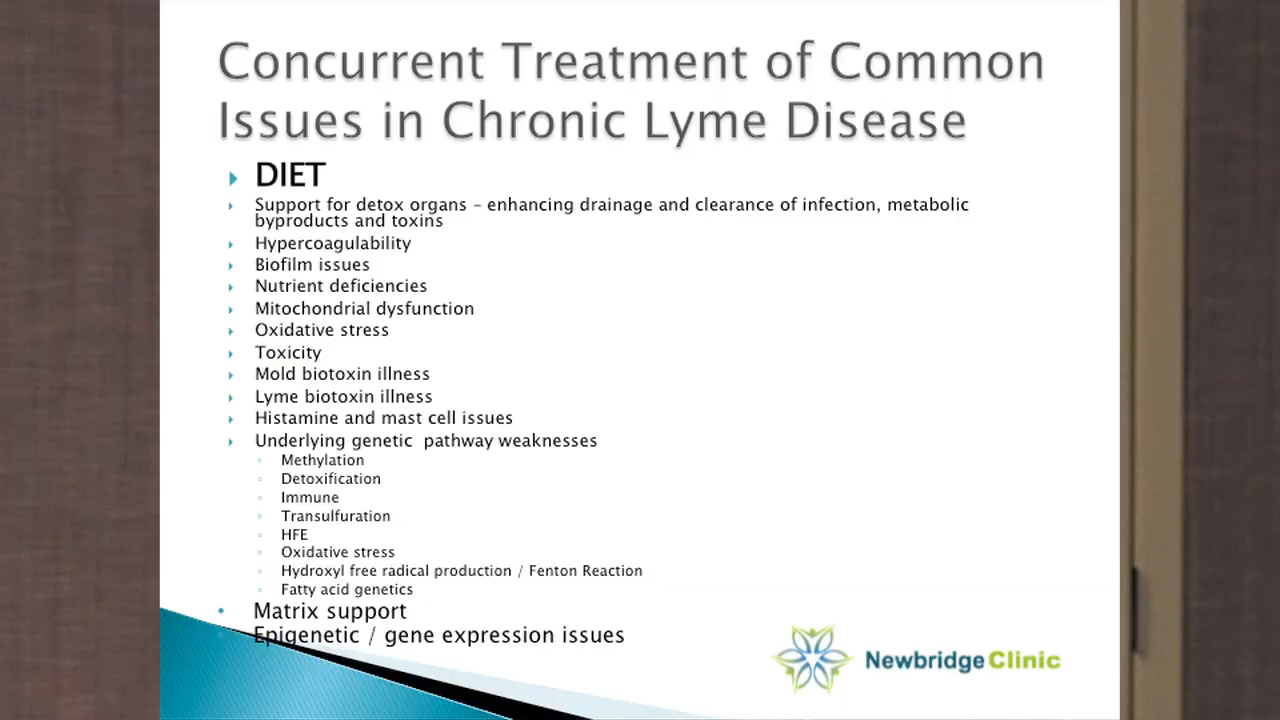 Concurrent Treatment of Common
Issues in Chronic Lyme Disease
DIET
Support for detox organs – enhancing drainage and clearance of infection, metabolic
byproducts and toxins
Hypercoagulability
Biofilm issues
Nutrient deficiencies
Mitochondrial dysfunction
Oxidative stress
Toxicity
Mold biotoxin illness
Lyme biotoxin illness
Histamine and mast cell issues
Underlying genetic pathway weaknesses
Methylation
Detoxification
Immune
Transulfuration
HFE
Oxidative stress
Hydroxyl free radical production / Fenton Reaction
Fatty acid genetics
Matrix support
Epigenetic / gene expression issues
Newbridge Clinic